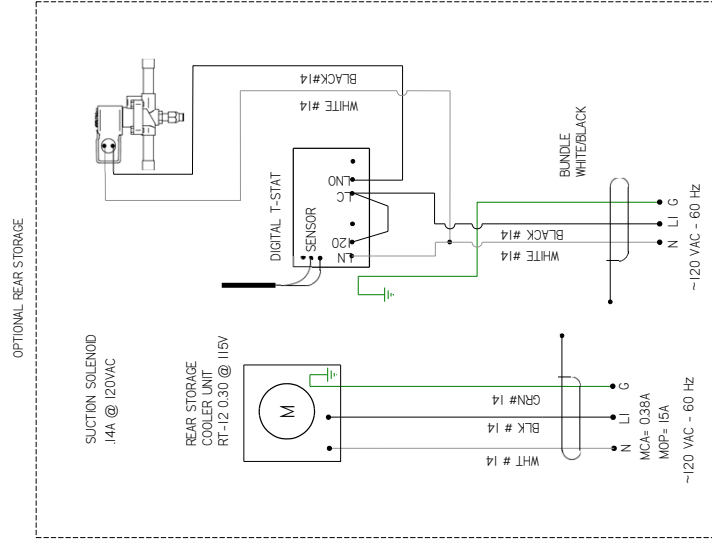 OPTIONAL REAR STORAGE
SUCTION SOLENOID
.14A @ 120VAC
BLACK#14
WHITE #14
DIGITAL T-STAT
SENSOR
LNO
LC
120
LN
BUNDLE
WHITE/BLACK
BLACK #14
WHITE #14
G
L1
N
~120 VAC - 60 Hz
REAR STORAGE
COOLER UNIT
RT-12 0.30 @ 115V
M
GRN# 14
BLK # 14
WHT # 14
G
L1
N
MCA= 0.38A
MOP= 15A
~120 VAC - 60 Hz